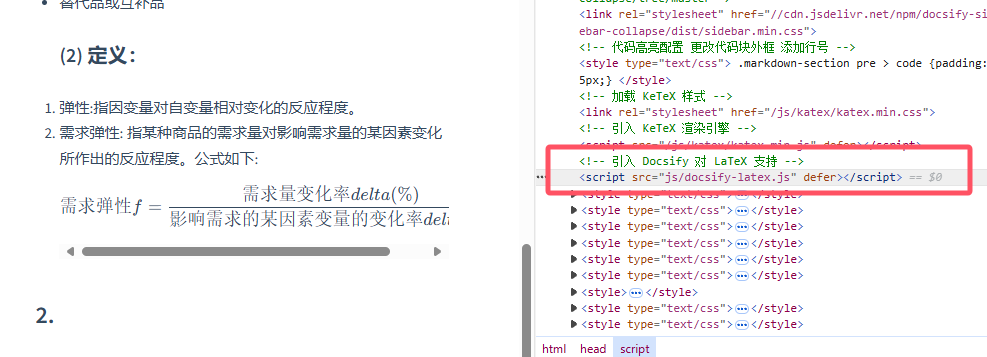 • 替代品或互补品
(2) 定义：
1. 弹性:指因变量对自变量相对变化的反应程度。
2. 需求弹性: 指某种商品的需求量对影响需求量的某因素变化
所作出的反应程度。公式如下:
需求弹性f = 需求量变化率delta(%)
影响需求的某因素变量的变化率delt
2.
<link rel="stylesheet" href="//cdn.jsdelivr.net/npm/docsify-si
ebar-collapse/dist/sidebar.min.css">
<!-- 代码高亮配置 更改代码块外框 添加行号 -->
<style type="text/css"> .markdown-section pre > code {padding:
5px;} </style>
<!-- 加载 KeTeX 样式 -->
<link rel="stylesheet" href="/js/katex/katex.min.css">
<!-- 引入 KeTeX 渲染引擎 -->
<script src="/js/katex/katex.min.js" defer></script>
<!-- 引入 Docsify 对 LaTeX 支持 -->
<script src="js/docsify-latex.js" defer></script> == $0
<style type="text/css">…</style>
<style type="text/css">…</style>
<style type="text/css">…</style>
<style type="text/css">…</style>
<style type="text/css">…</style>
<style type="text/css">…</style>
<style>…</style>
<style type="text/css">…</style>
<style type="text/css">…</style>
html head script